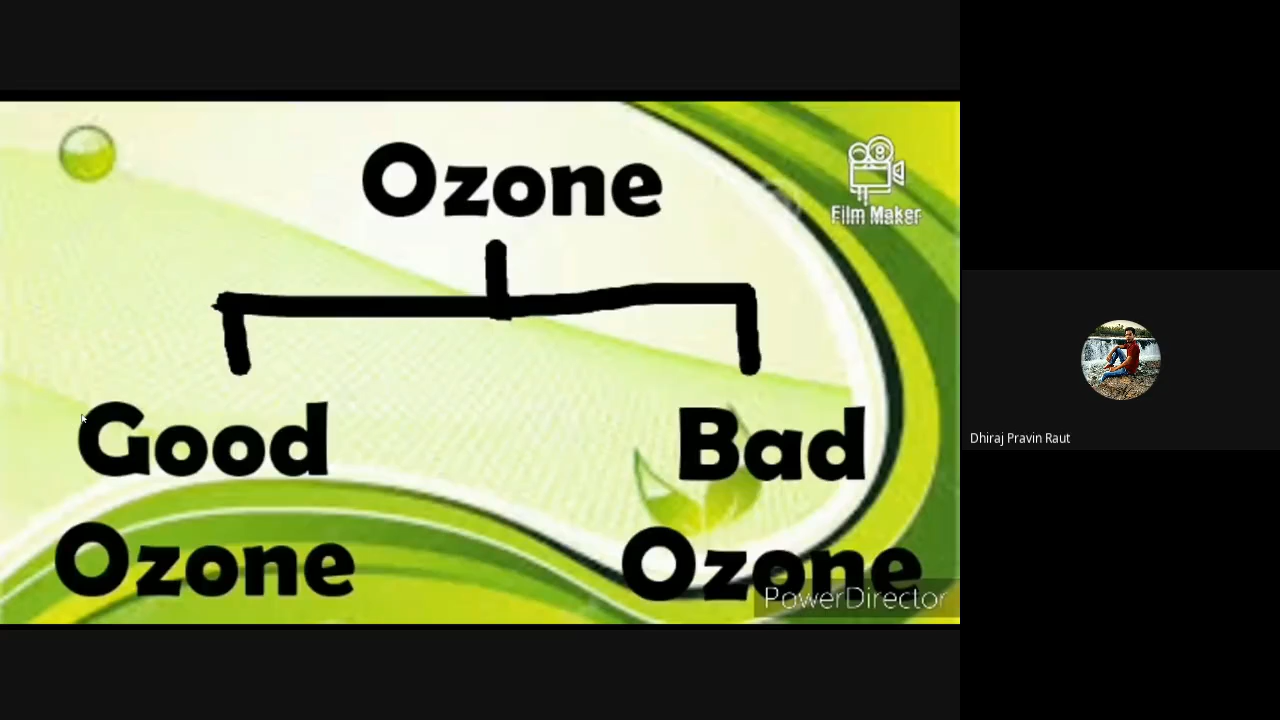 Ozone
Film Maker
Good
Bad
Ozone
Ozone
PowerDirector
Dhiraj Pravin Raut